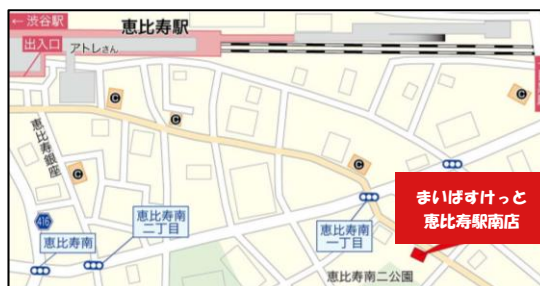 ← 渋谷駅
恵比寿駅
出入口
アトレさん
C
C
C
C
C
恵比寿銀座
416
恵比寿南
恵比寿南
二丁目
恵比寿南
一丁目
まいばすけっと
恵比寿駅南店
恵比寿南二公園